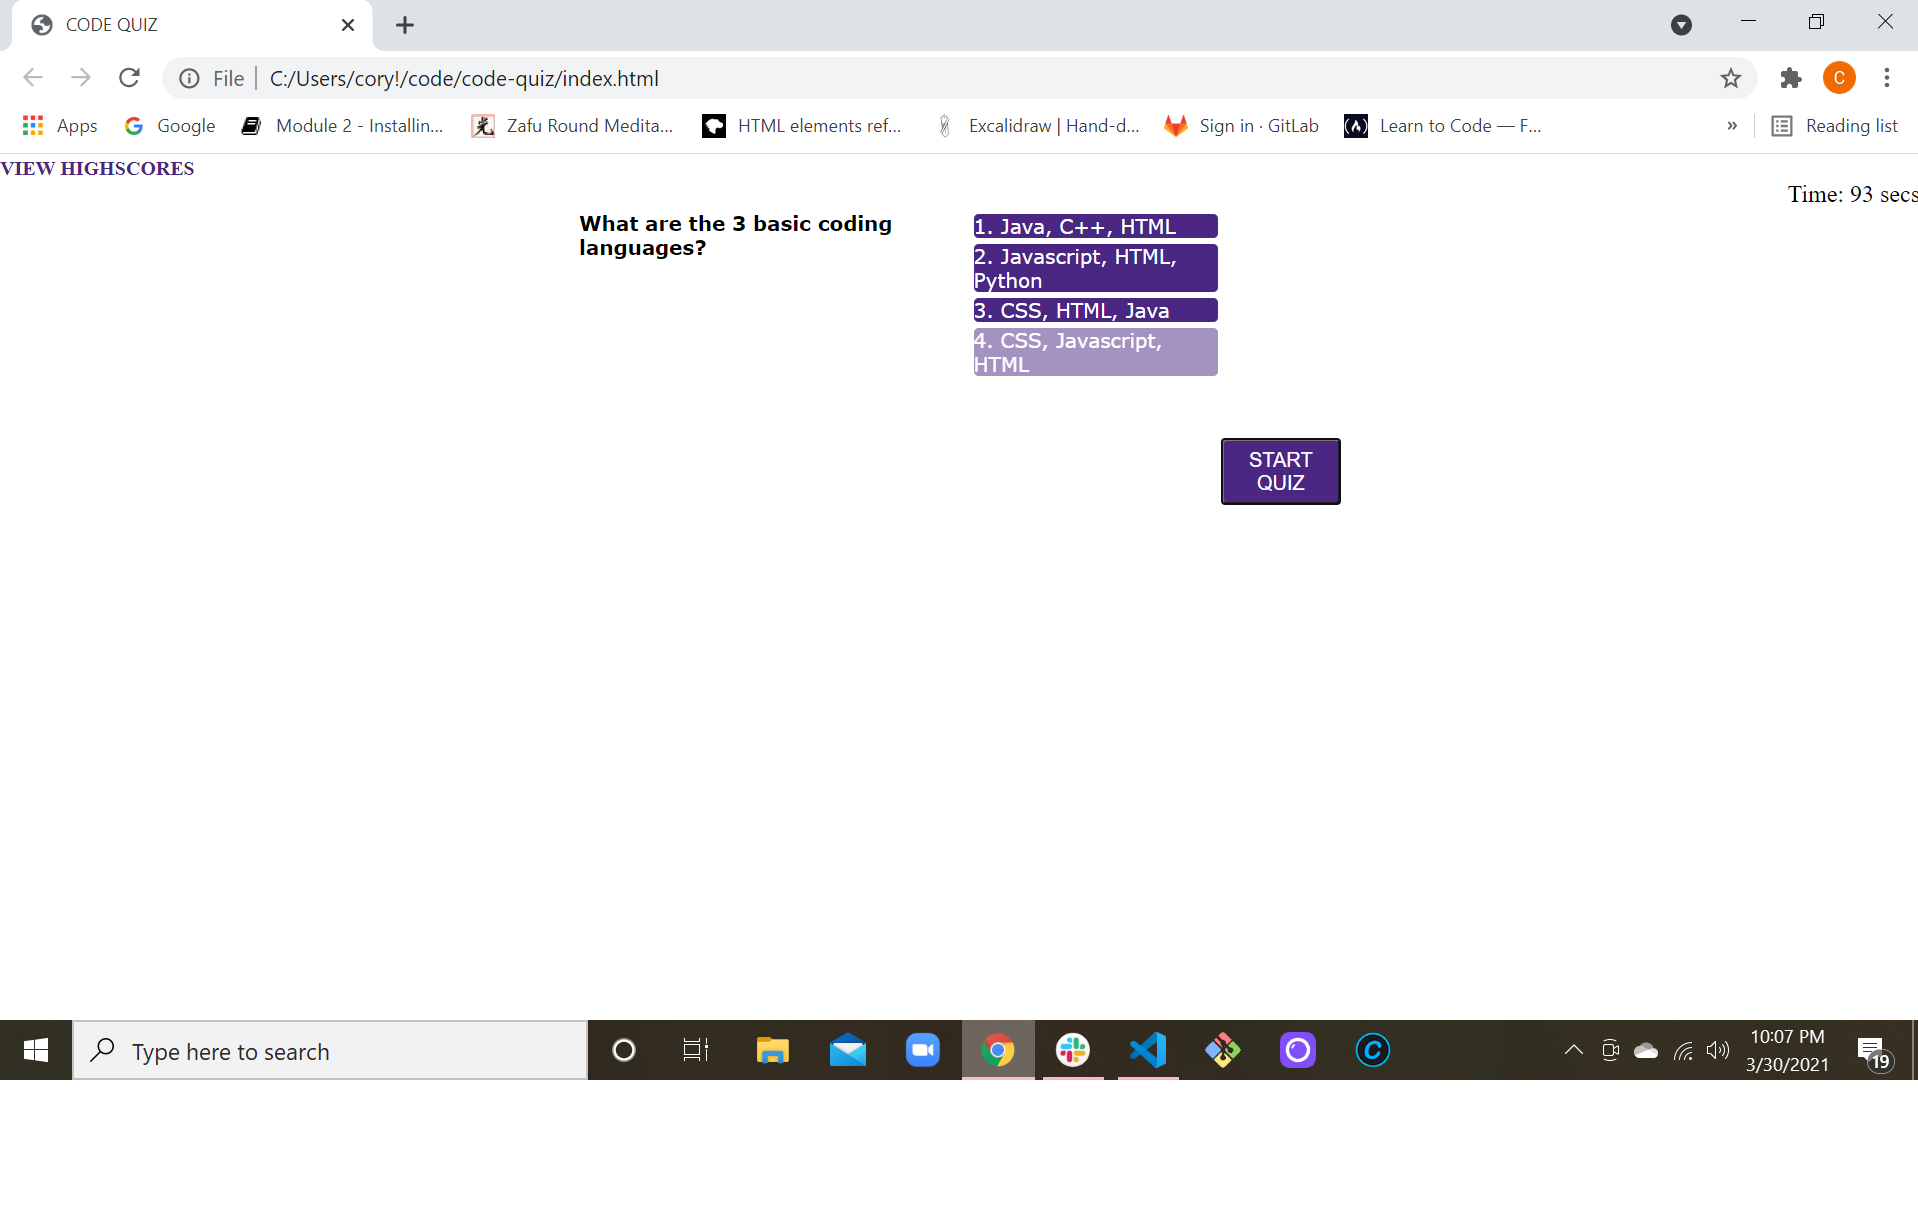 CODE QUIZ
File
C:/Users/cory!/code/code-quiz/index.html
C
Apps
Google
Module 2 - Installin...
光
Zafu Round Medita...
HTML elements ref...
Excalidraw | Hand-d...
Sign in · GitLab
Learn to Code — F...
»
Reading list
VIEW HIGHSCORES
Time: 93 secs
What are the 3 basic coding
languages?
1. Java, C++, HTML
2. Javascript, HTML,
Python
3. CSS, HTML, Java
4. CSS, Javascript,
HTML
START
QUIZ
Type here to search
10:07 PM
3/30/2021
19